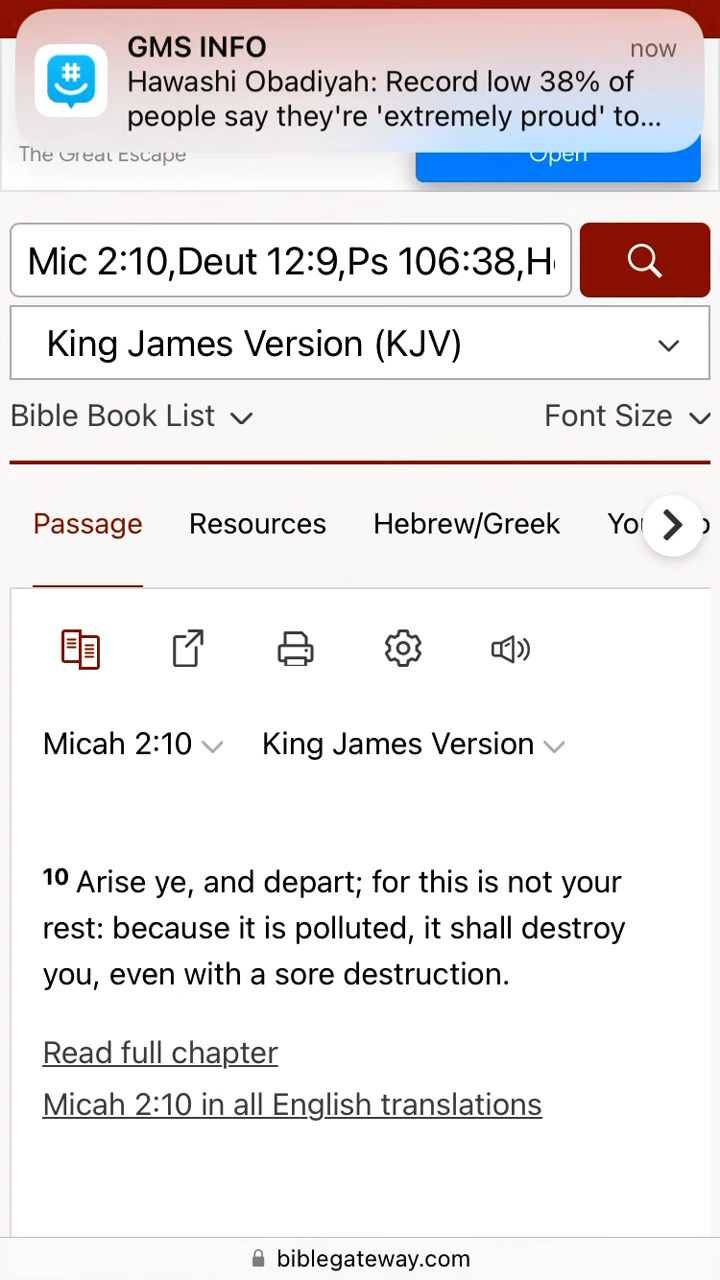 GMS INFO now
Hawashi Obadiyah: Record low 38% of
people say they're 'extremely proud' to...
The Great Escape Open
Mic 2:10,Deut 12:9,Ps 106:38,H
King James Version (KJV)
Bible Book List Font Size
Passage Resources Hebrew/Greek
Micah 2:10 King James Version
10 Arise ye, and depart; for this is not your
rest: because it is polluted, it shall destroy
you, even with a sore destruction.
Read full chapter
Micah 2:10 in all English translations
biblegateway.com